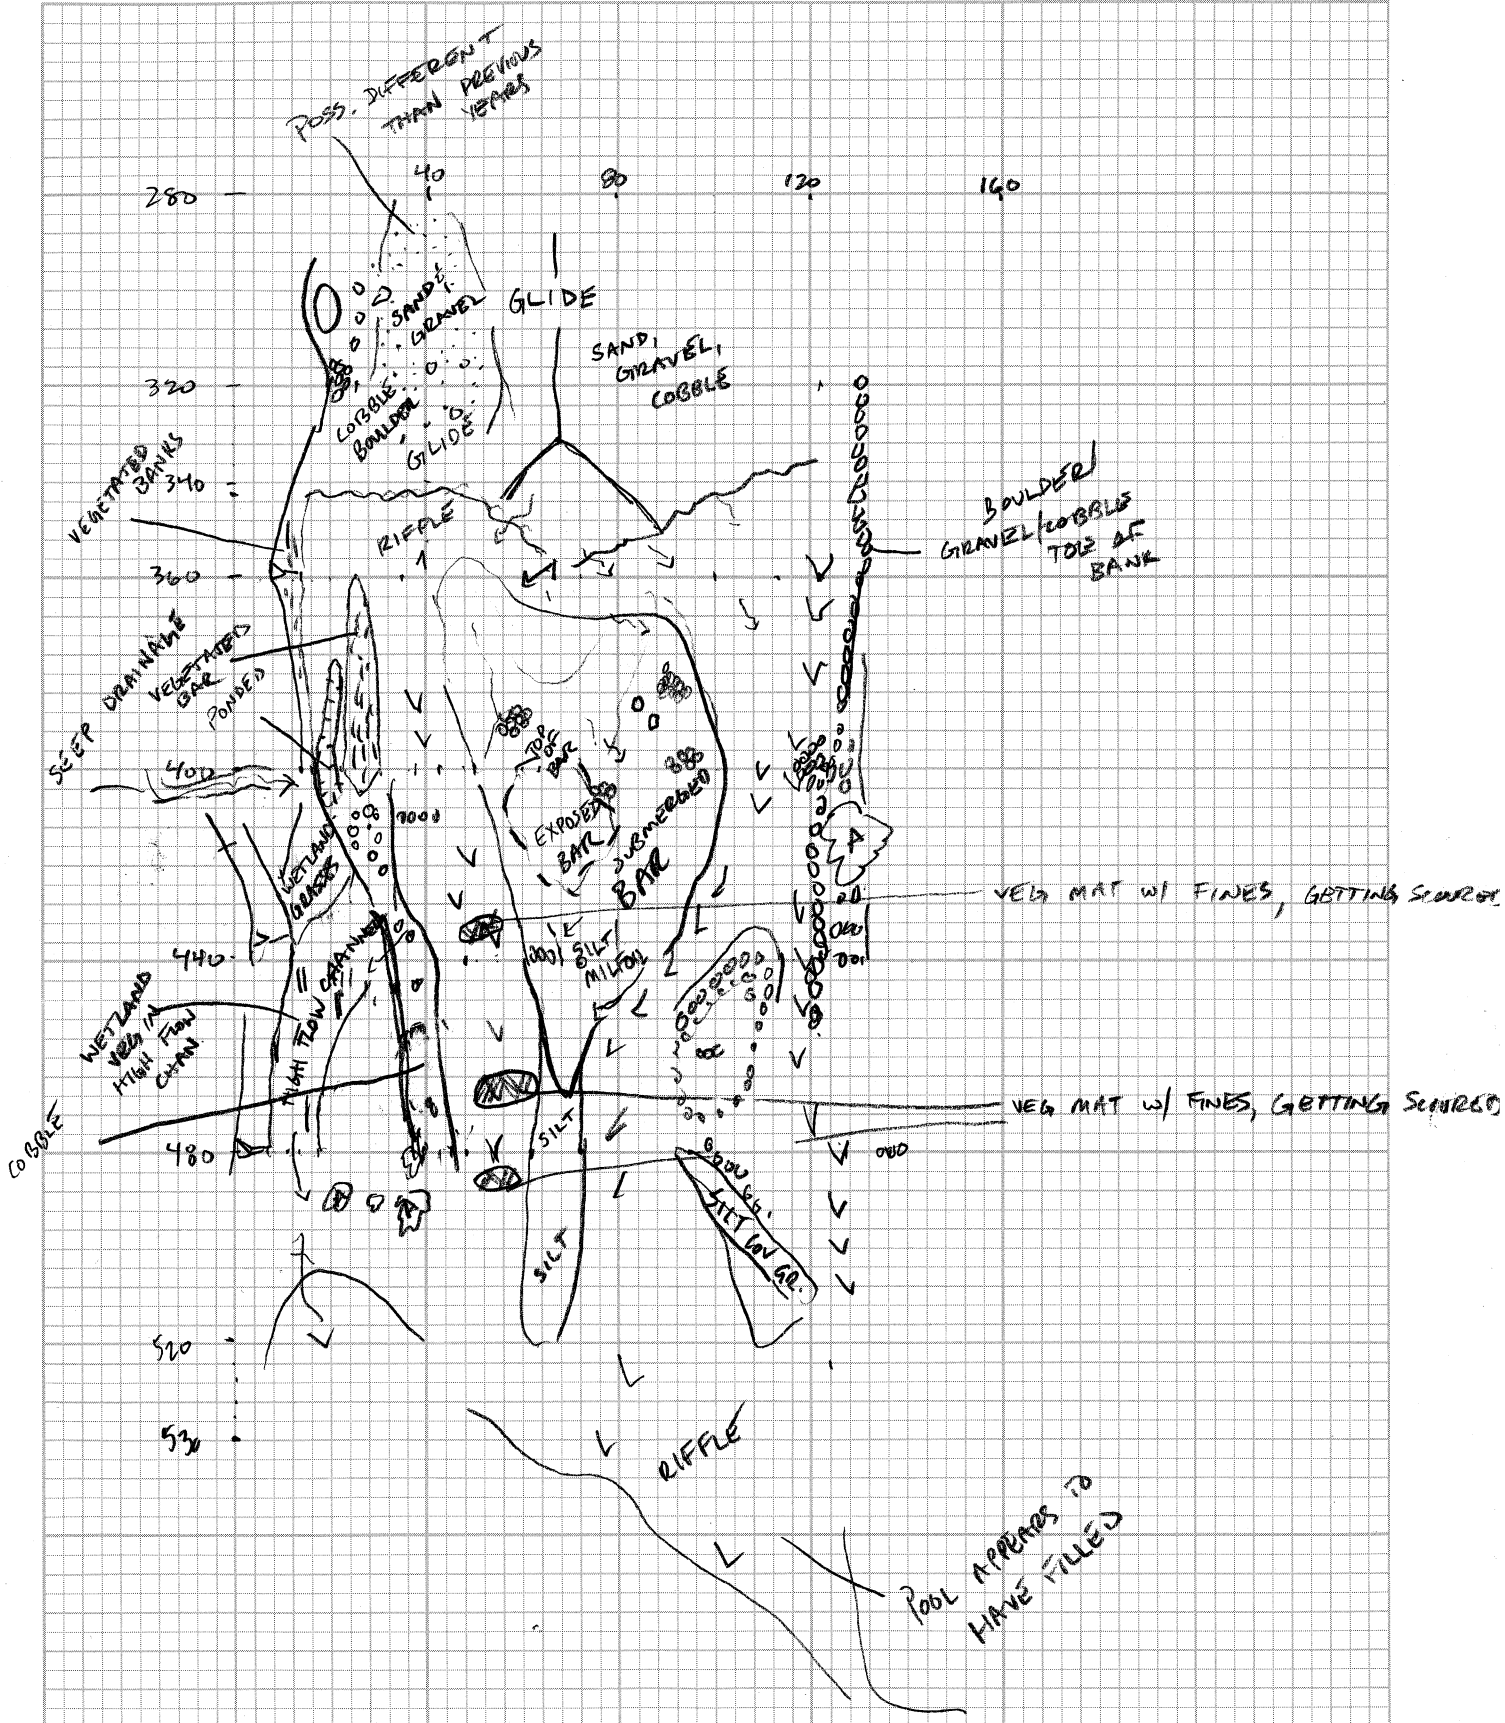 POSS. DIFFERENT
THAN PREVIOUS
YEARS
40
80
120
160
280
SAND &
GRAVEL
GLIDE
SAND,
GRAVEL,
COBBLE
320
COBBLE
BOULDER
GLIDE
VEGETATED
BANKS
340
RIFFLE
BOULDER/
GRAVEL/COBBLE
TOE OF
BANK
360
SEEP DRAINAGE
VEGETATED
BAR
PONDED
400
TOP
OF
BAR
EXPOSED
BAR
SUBMERGED
BAR
A
WETLAND
GRASSES
VEG MAT W/ FINES, GETTING SCOURED
440
SILT
HIGH FLOW CHANNEL
WETLAND
VEG IN
HIGH FLOW
CHAN.
COBBLE
VEG MAT W/ FINES, GETTING SCOURED
SILT
480
A
SILT COV GR.
SILT
520
530
RIFFLE
POOL APPEARS TO
HAVE FILLED